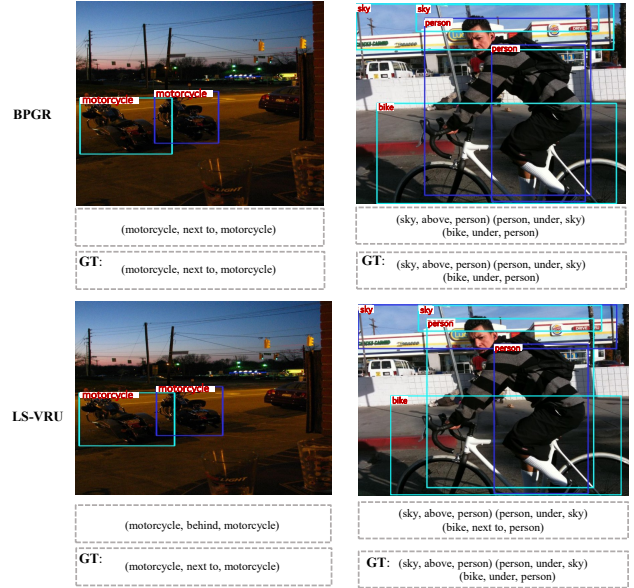 motorcycle
motorcycle
sky
sky
person
person
bike
BPGR
LIGHT
(motorcycle, next to, motorcycle)
(sky, above, person) (person, under, sky)
(bike, under, person)
GT:
(motorcycle, next to, motorcycle)
GT:
(sky, above, person) (person, under, sky)
(bike, under, person)
motorcycle
motorcycle
sky
sky
person
person
bike
LS-VRU
(motorcycle, behind, motorcycle)
(sky, above, person) (person, under, sky)
(bike, next to, person)
GT:
(motorcycle, next to, motorcycle)
GT:
(sky, above, person) (person, under, sky)
(bike, under, person)